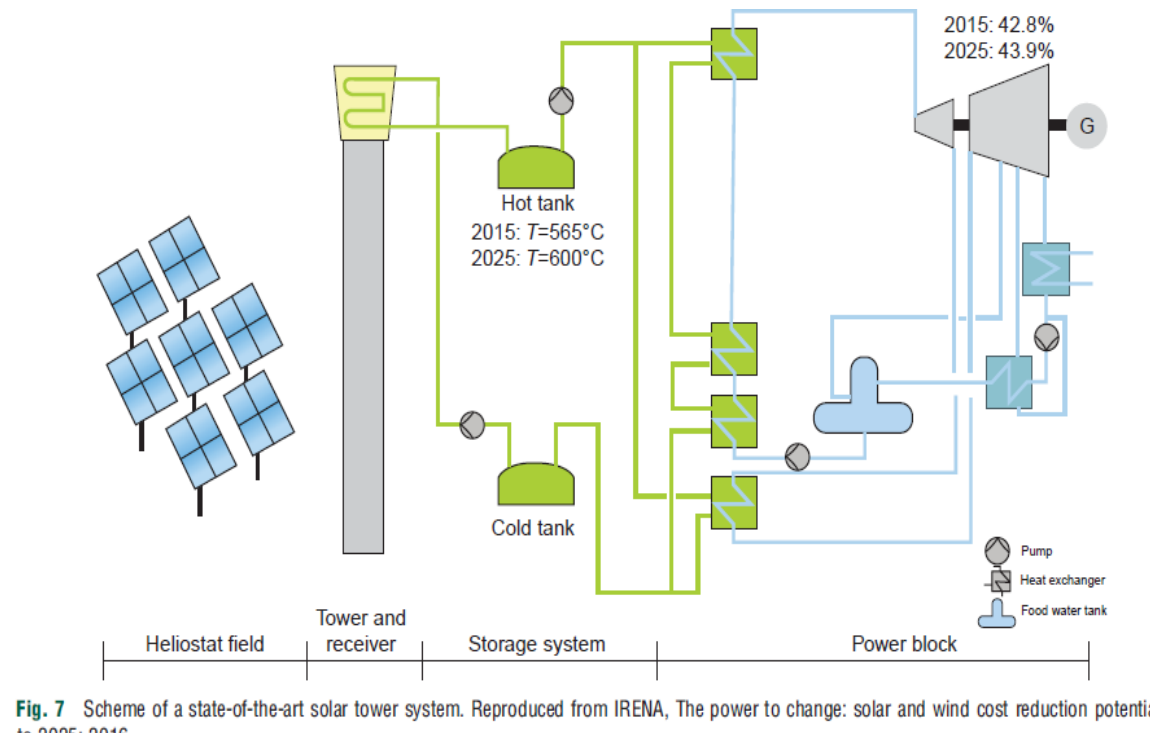 2015: 42.8%
2025: 43.9%
G
Hot tank
2015: T=565°C
2025: T=600°C
Cold tank
Pump
Heat exchanger
Food water tank
Heliostat field
Tower and
receiver
Storage system
Power block
Fig. 7 Scheme of a state-of-the-art solar tower system. Reproduced from IRENA, The power to change: solar and wind cost reduction potentia